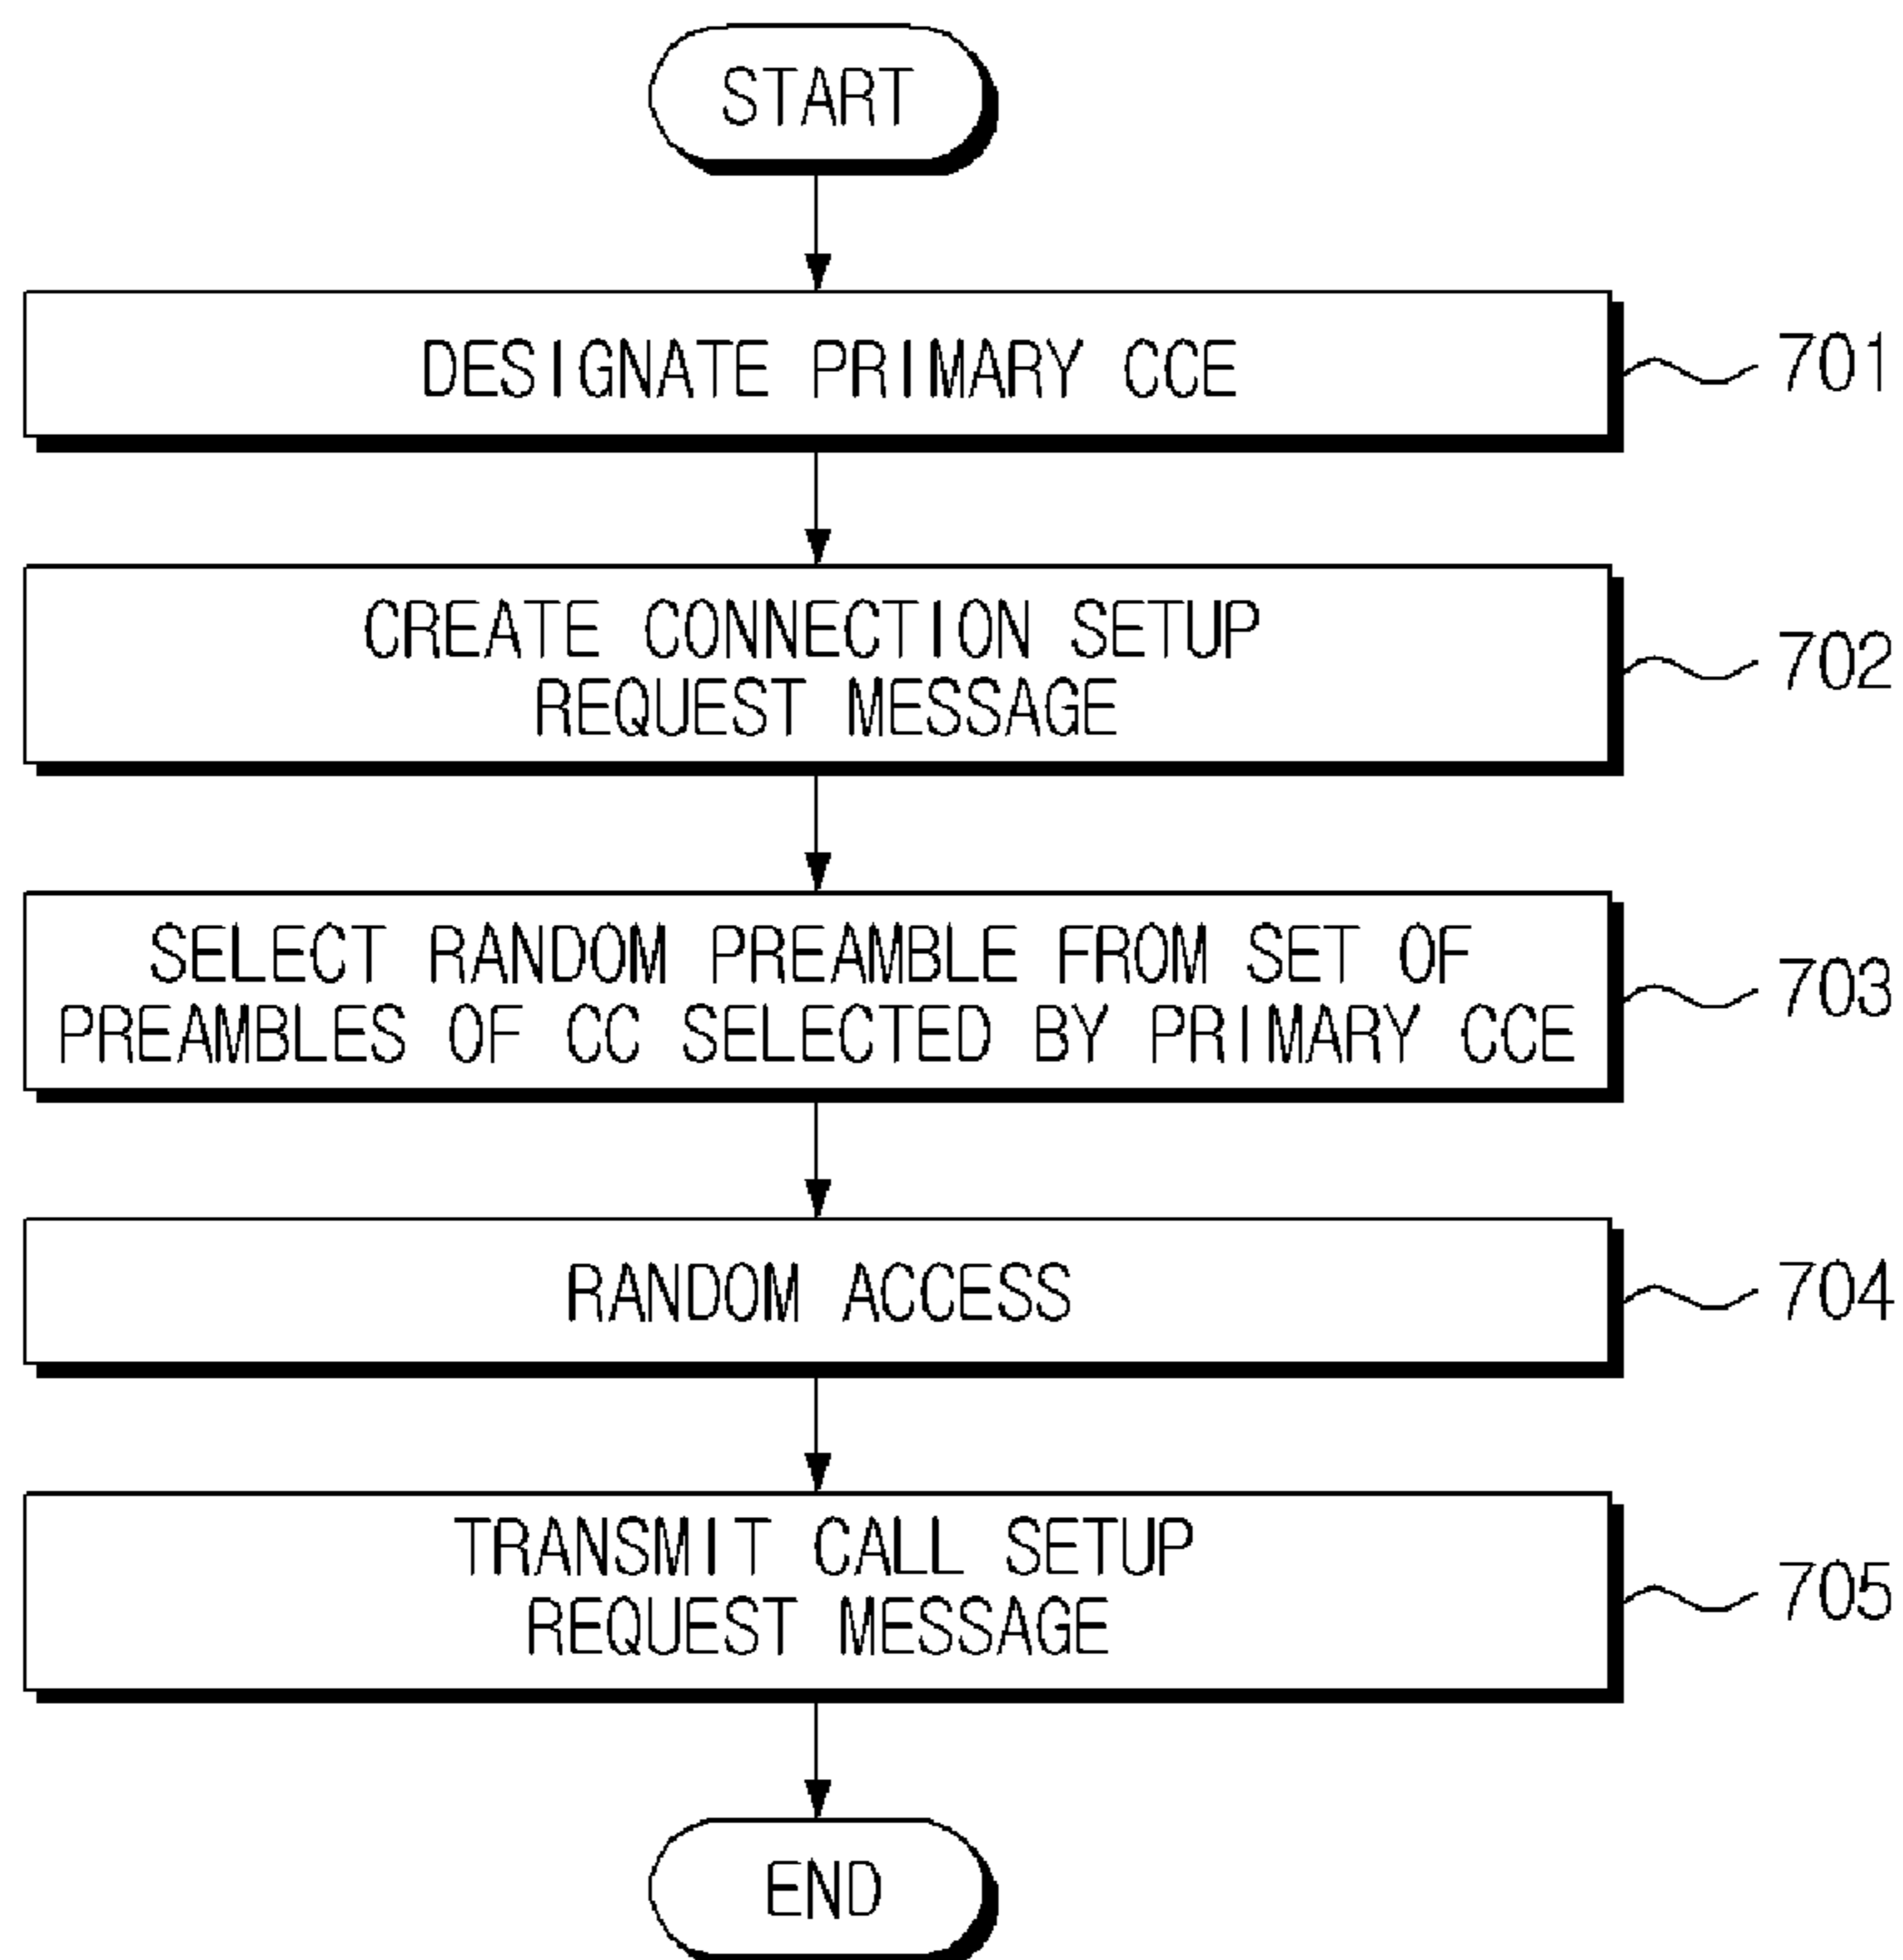 START
DESIGNATE PRIMARY CCE
701
CREATE CONNECTION SETUP
REQUEST MESSAGE
702
SELECT RANDOM PREAMBLE FROM SET OF
PREAMBLES OF CC SELECTED BY PRIMARY CCE
703
RANDOM ACCESS
704
TRANSMIT CALL SETUP
REQUEST MESSAGE
705
END